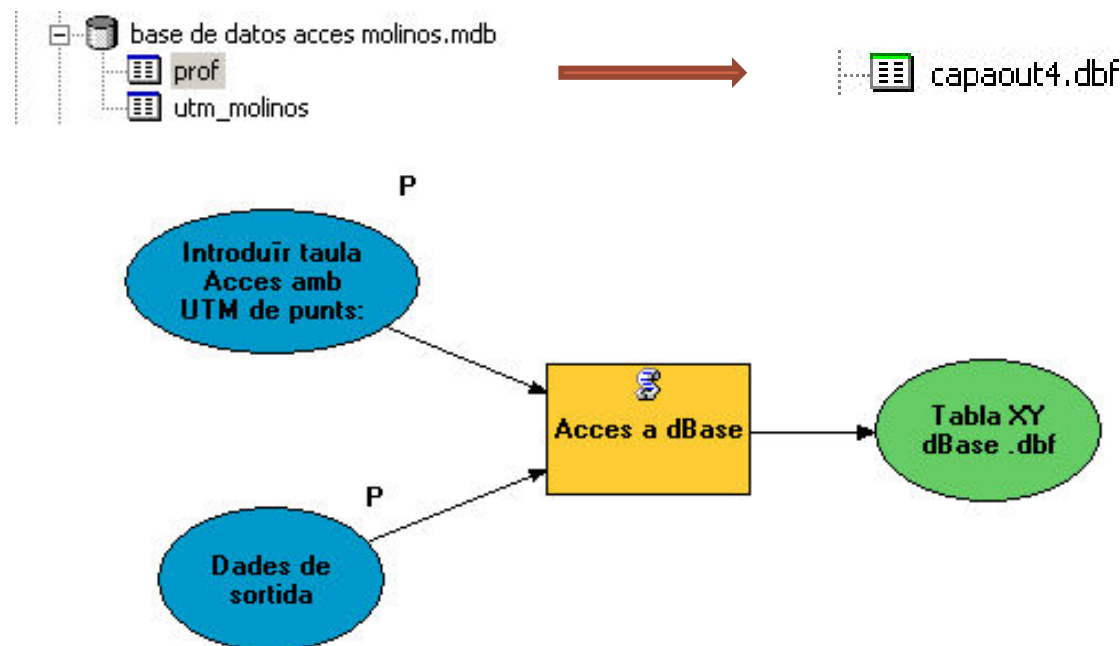 base de datos acces molinos.mdb
prof
utm_molinos
capaout4.dbf
P
Introduïr taula
Acces amb
UTM de punts:
Acces a dBase
Tabla XY
dBase .dbf
P
Dades de
sortida